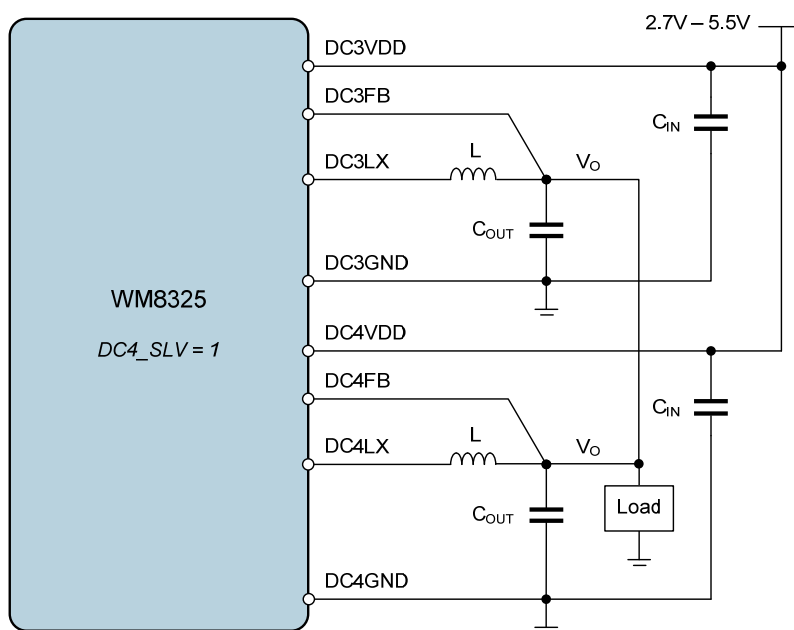 2.7V – 5.5V
DC3VDD
DC3FB
CIN
DC3LX
L
VO
COUT
DC3GND
WM8325
DC4_SLV = 1
DC4VDD
DC4FB
CIN
DC4LX
L
VO
COUT
Load
DC4GND